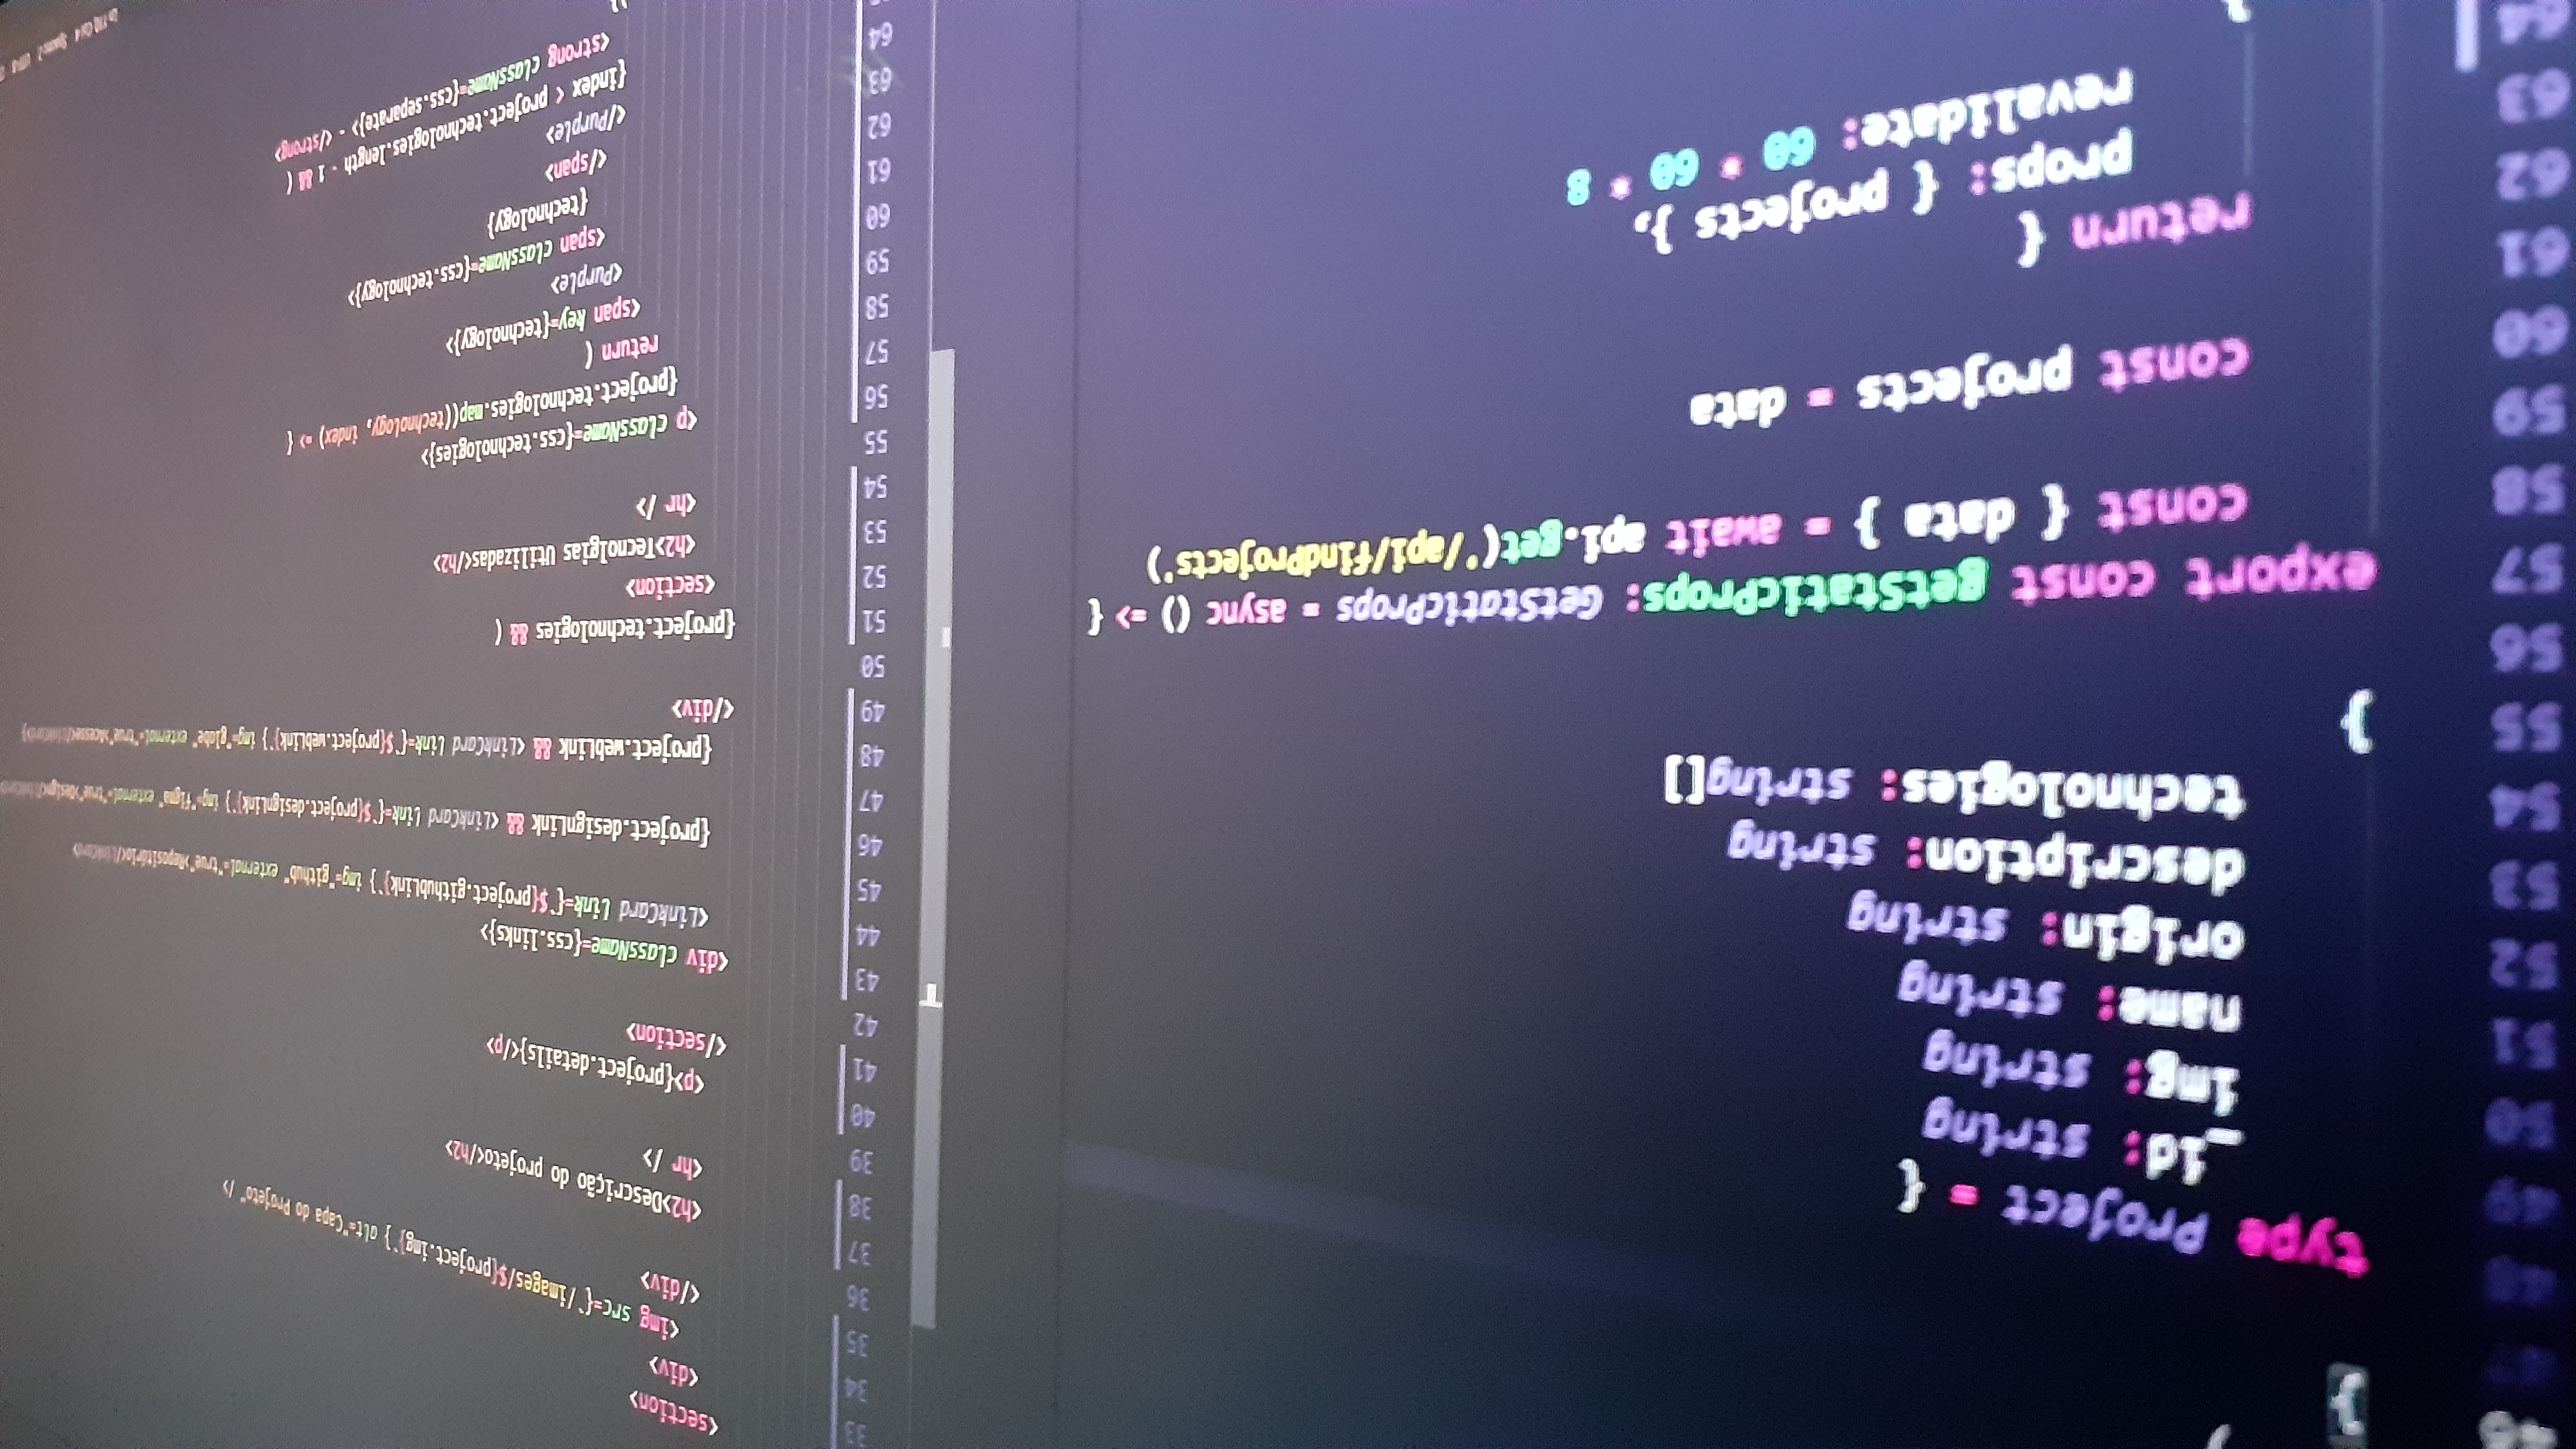 46
}
47
48
type Project = {
49
_id: string
50
img: string
51
name: string
52
origin: string
53
description: string
54
technologies: string[]
55
}
56
57
export const getStaticProps: GetStaticProps = async () => {
58
const { data } = await api.get('/api/findProjects')
59
const projects = data
60
61
return {
62
props: { projects },
63
revalidate: 60 * 60 * 8
64
}
33
<section>
34
<div>
35
<img src={`/images/${project.img}`} alt="Capa do Projeto" />
36
</div>
37
38
<h2>Descrição do projeto</h2>
39
<hr />
40
41
<p>{project.details}</p>
42
</section>
43
44
<div className={css.links}>
45
<LinkCard link={`${project.githubLink}`} img="github" external="true">Repositório</LinkCard>
46
47
{project.designLink && <LinkCard link={`${project.designLink}`} img="figma" external="true">Design</
48
{project.webLink && <LinkCard link={`${project.webLink}`} img="globe" external="true">Acesse</LinkCard>}
49
</div>
50
51
{project.technologies && (
52
<section>
53
<h2>Tecnolgias Utilizadas</h2>
54
<hr />
55
56
<p className={css.technologies}>
57
{project.technologies.map((technology, index) => {
58
return (
59
<span key={technology}>
60
<Purple>
61
<span className={css.technology}>
62
{technology}
63
</span>
64
</Purple>
{index < project.technologies.length - 1 && (
<strong className={css.separate}> - </strong>
)}